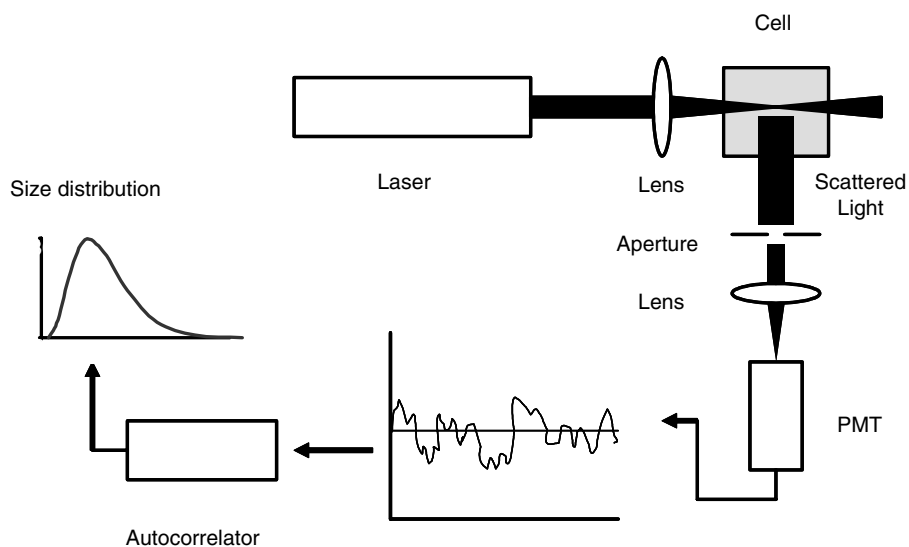 Cell
Laser
Lens
Scattered
Light
Size distribution
Aperture
Lens
PMT
Autocorrelator